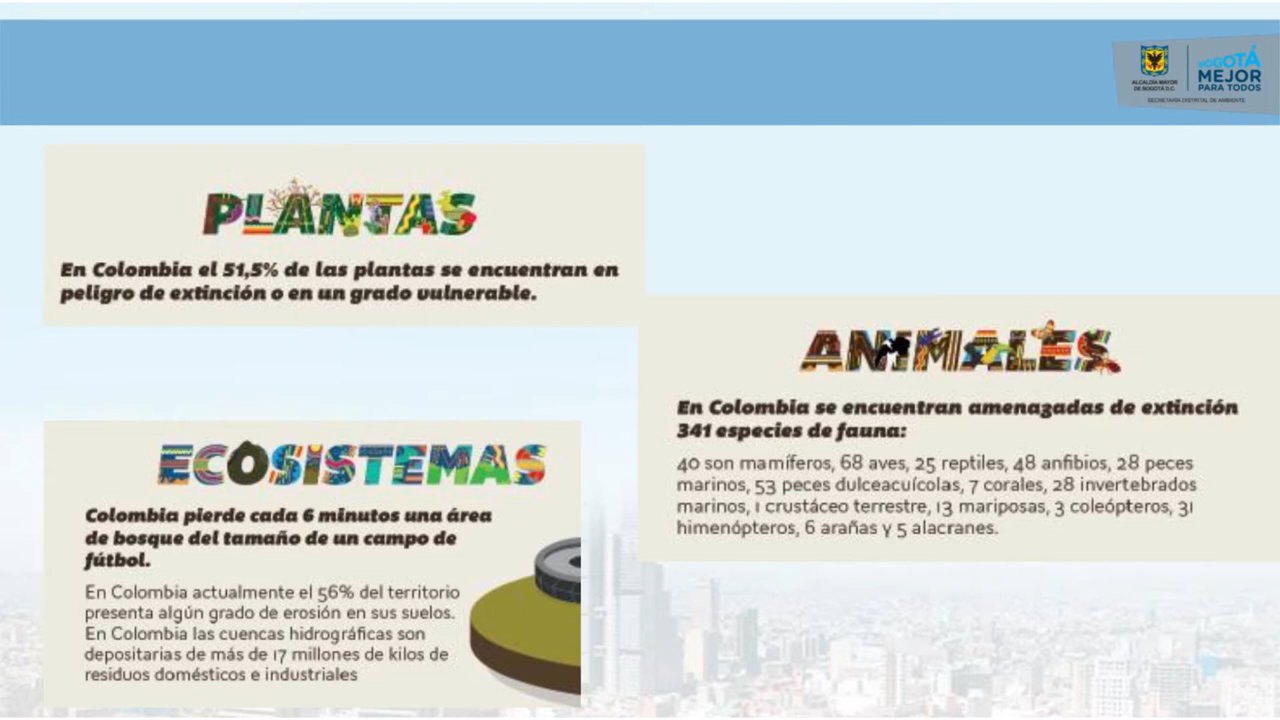 ALCALDÍA MAYOR
DE BOGOTÁ D.C.
BOGOTÁ
MEJOR
PARA TODOS
SECRETARÍA DISTRITAL DE AMBIENTE
PLANTAS
En Colombia el 51,5% de las plantas se encuentran en
peligro de extinción o en un grado vulnerable.
ANIMALES
En Colombia se encuentran amenagadas de extinción
341 especies de fauna:
40 son mamíferos, 68 aves, 25 reptiles, 48 anfibios, 28 peces
marinos, 53 peces dulceacuícolas, 7 corales, 28 invertebrados
marinos, 1 crustáceo terrestre, 13 mariposas, 3 coleópteros, 31
himenópteros, 6 arañas y 5 alacranes.
ECOSISTEMAS
Colombia pierde cada 6 minutos una área
de bosque del tamaño de un campo de
fútbol.
En Colombia actualmente el 56% del territorio
presenta algún grado de erosión en sus suelos.
En Colombia las cuencas hidrográficas son
depositarias de más de 17 millones de kilos de
residuos domésticos e industriales